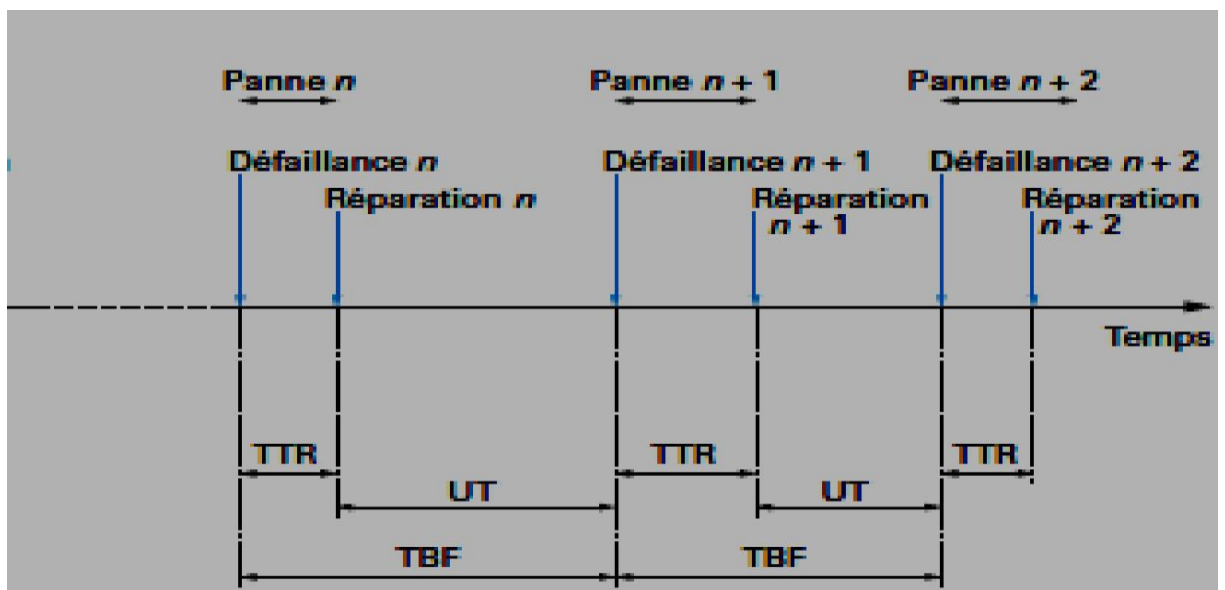 Panne n
Panne n + 1
Panne n + 2
Défaillance n
Défaillance n + 1
Défaillance n + 2
Réparation n
Réparation
n + 1
Réparation
n + 2
Temps
TTR
TTR
TTR
UT
UT
TBF
TBF